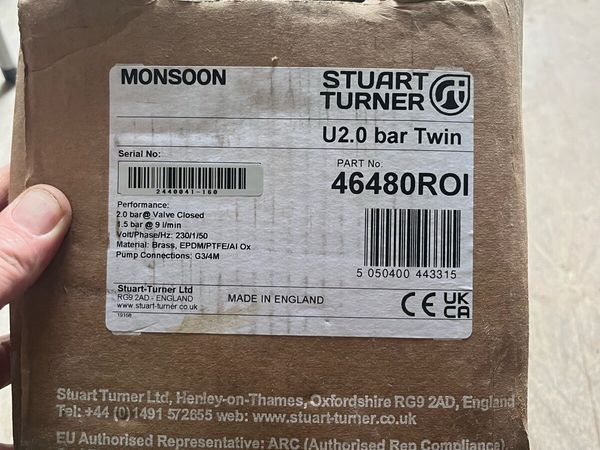 MONSOON
STUART
TURNER
U2.0 bar Twin
Serial No:
2440041-160
PART No.
46480ROI
Performance:
2.0 bar@ Valve Closed
1.5 bar @ 9 l/min
Volt/Phase/Hz: 230/1/50
Material: Brass, EPDM/PTFE/Al Ox
Pump Connections: G3/4M
5 050400 443315
Stuart-Turner Ltd
RG9 2AD - ENGLAND
www.stuart-turner.co.uk
19168
MADE IN ENGLAND
CE UK
CA
Stuart Turner Ltd, Henley-on-Thames, Oxfordshire RG9 2AD, England
Tel: +44 (0)1491 572655 web: www.stuart-turner.co.uk
EU Authorised Representative: ARC (Authorised Rep Compliance)